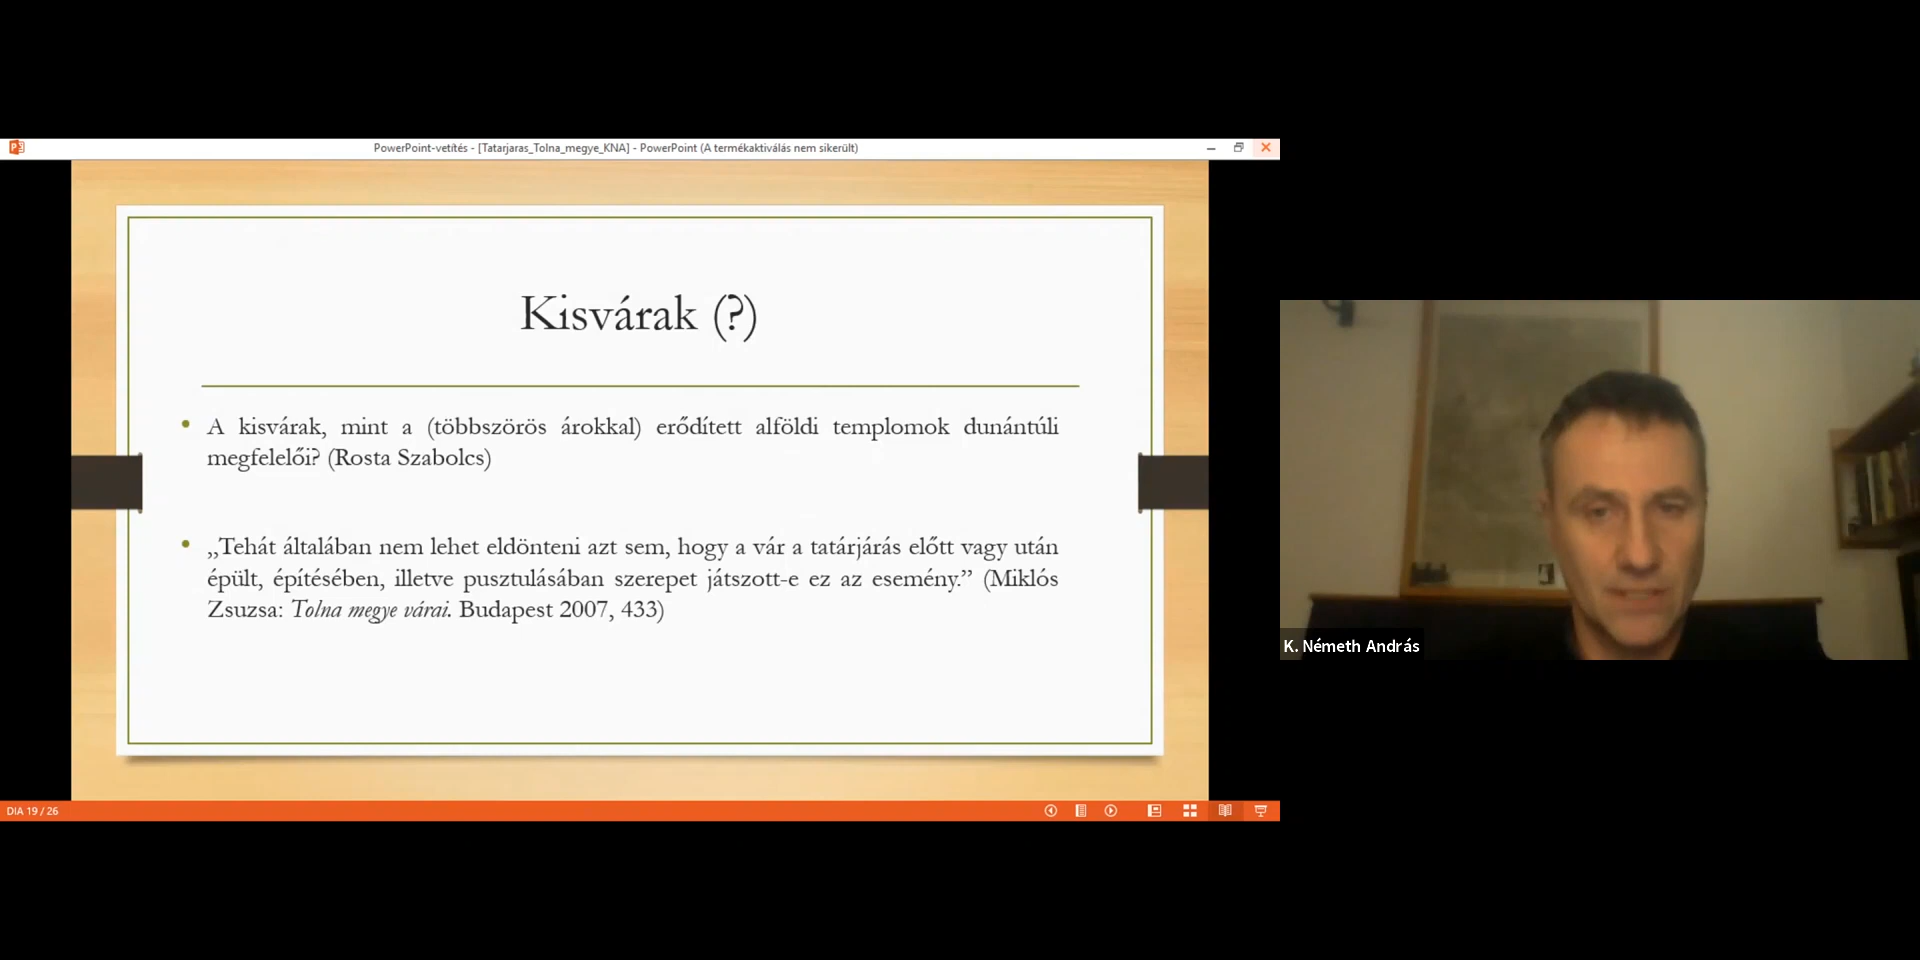 PowerPoint-vetítés - [Tatarjaras_Tolna_megye_KNA] - PowerPoint (A termékaktiválás nem sikerült)
Kisvárak (?)
• A kisvárak, mint a (többszörös árokkal) erődített alföldi templomok dunántúli
megfelelői? (Rosta Szabolcs)
• „Tehát általában nem lehet eldönteni azt sem, hogy a vár a tatárjárás előtt vagy után
épült, építésében, illetve pusztulásában szerepet játszott-e ez az esemény.” (Miklós
Zsuzsa: Tolna megye várai. Budapest 2007, 433)
DIA 19 / 26
K. Németh András